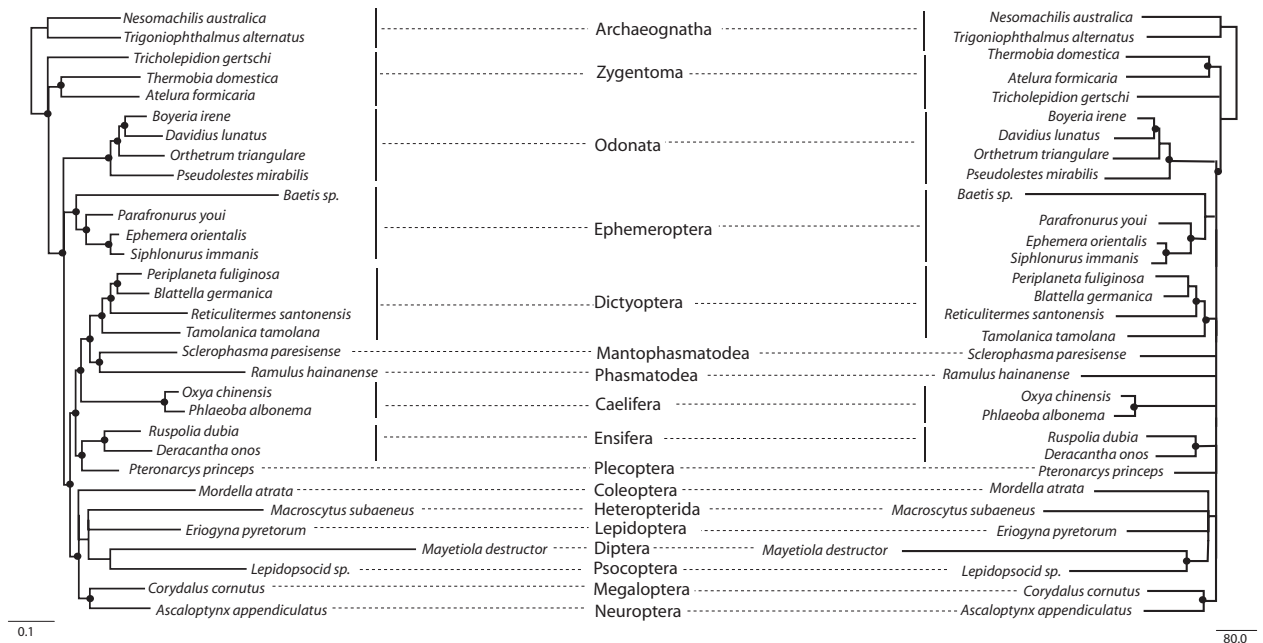 Nesomachilis australica
Trigoniophthalmus alternatus
Tricholepidion gertschi
Thermobia domestica
Atelura formicaria
Boyeria irene
Davidius lunatus
Orthetrum triangulare
Pseudolestes mirabilis
Baetis sp.
Parafronurus youi
Ephemera orientalis
Siphlonurus immanis
Periplaneta fuliginosa
Blattella germanica
Reticulitermes santonensis
Tamolanica tamolana
Sclerophasma paresisense
Ramulus hainanense
Oxya chinensis
Phlaeoba albonema
Ruspolia dubia
Deracantha onos
Pteronarcys princeps
Mordella atrata
Macroscytus subaeneus
Eriogyna pyretorum
Mayetiola destructor
Lepidopsocid sp.
Corydalus cornutus
Ascaloptynx appendiculatus
0.1
Archaeognatha
Zygentoma
Odonata
Ephemeroptera
Dictyoptera
Mantophasmatodea
Phasmatodea
Caelifera
Ensifera
Plecoptera
Coleoptera
Heteropterida
Lepidoptera
Diptera
Psocoptera
Megaloptera
Neuroptera
Nesomachilis australica
Trigoniophthalmus alternatus
Thermobia domestica
Atelura formicaria
Tricholepidion gertschi
Boyeria irene
Davidius lunatus
Orthetrum triangulare
Pseudolestes mirabilis
Baetis sp.
Parafronurus youi
Ephemera orientalis
Siphlonurus immanis
Periplaneta fuliginosa
Blattella germanica
Reticulitermes santonensis
Tamolanica tamolana
Sclerophasma paresisense
Ramulus hainanense
Oxya chinensis
Phlaeoba albonema
Ruspolia dubia
Deracantha onos
Pteronarcys princeps
Mordella atrata
Macroscytus subaeneus
Eriogyna pyretorum
Mayetiola destructor
Lepidopsocid sp.
Corydalus cornutus
Ascaloptynx appendiculatus
80.0